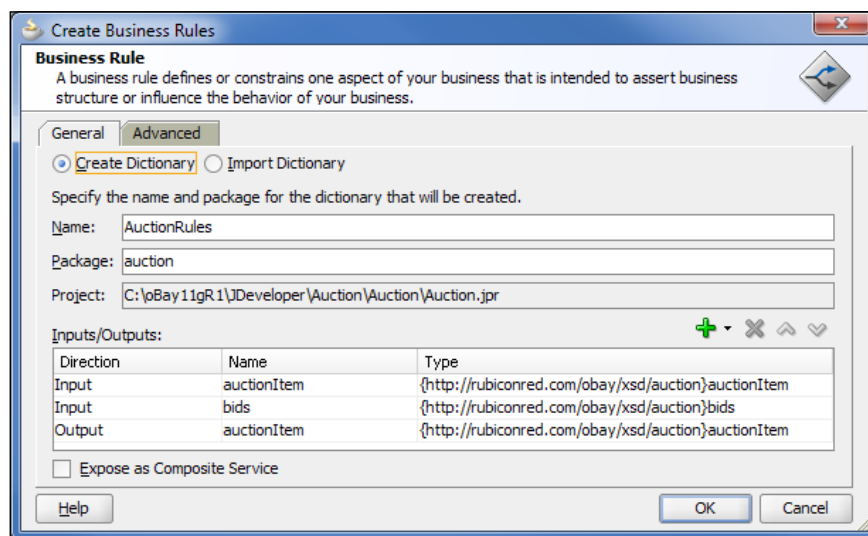 Create Business Rules
Business Rule
A business rule defines or constrains one aspect of your business that is intended to assert business
structure or influence the behavior of your business.
General Advanced
Create Dictionary Import Dictionary
Specify the name and package for the dictionary that will be created.
Name: AuctionRules
Package: auction
Project: C:\oBay11gR1\JDeveloper\Auction\Auction.jpr
Inputs/Outputs:
Direction Name Type
Input auctionItem {http://rubiconred.com/obay/xsd/auction}auctionItem
Input bids {http://rubiconred.com/obay/xsd/auction}bids
Output auctionItem {http://rubiconred.com/obay/xsd/auction}auctionItem
Expose as Composite Service
Help OK Cancel